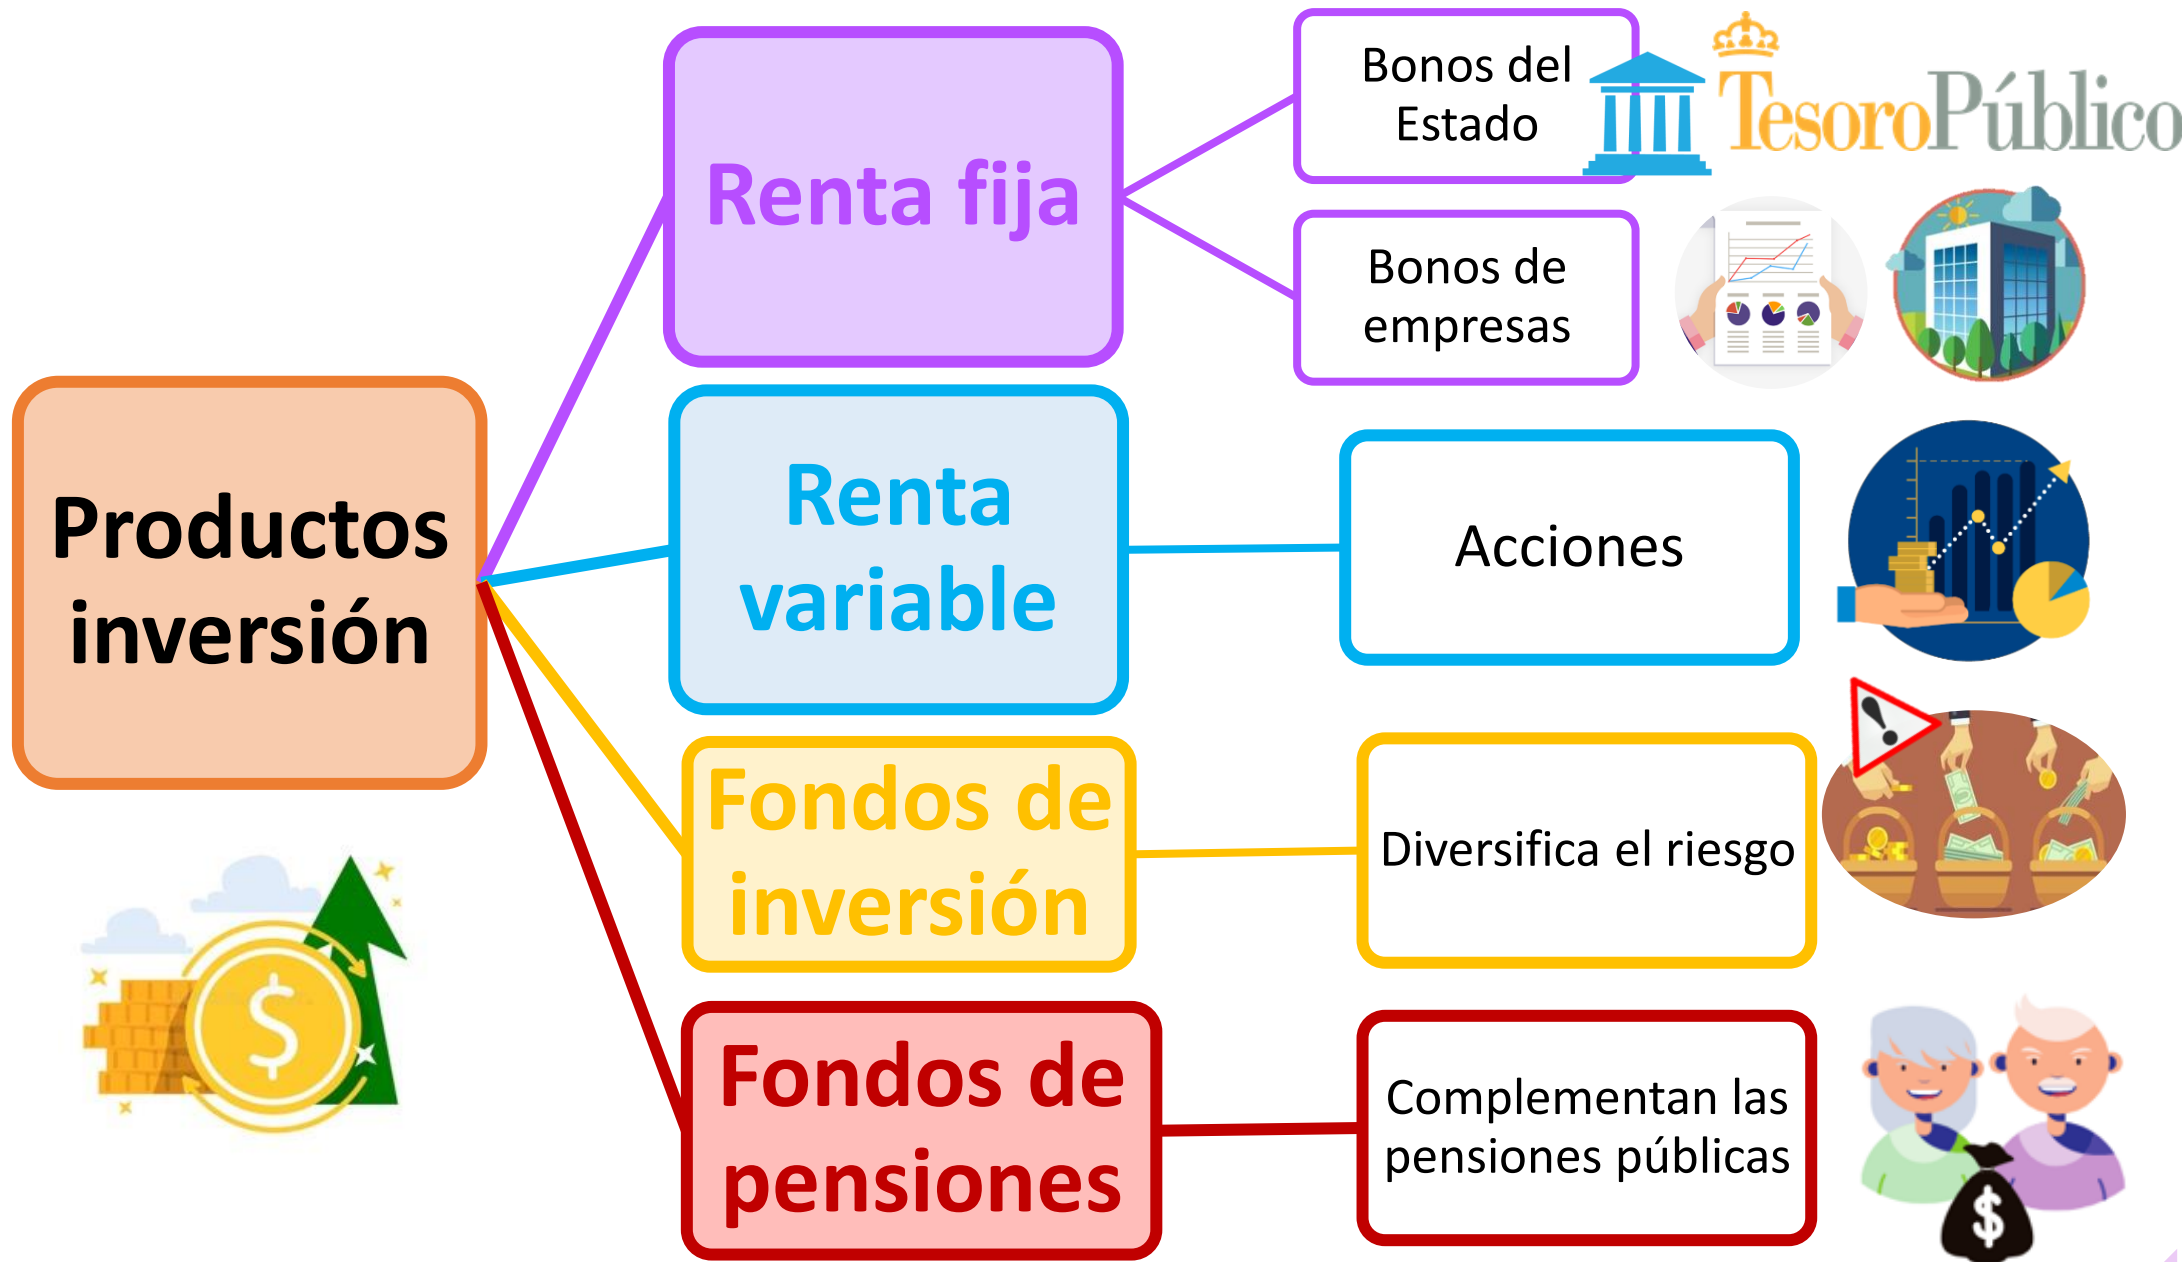 Productos
inversión
Renta fija
Bonos del
Estado
TesoroPúblico
Bonos de
empresas
Renta
variable
Acciones
Fondos de
inversión
Diversifica el riesgo
Fondos de
pensiones
Complementan las
pensiones públicas
$
$